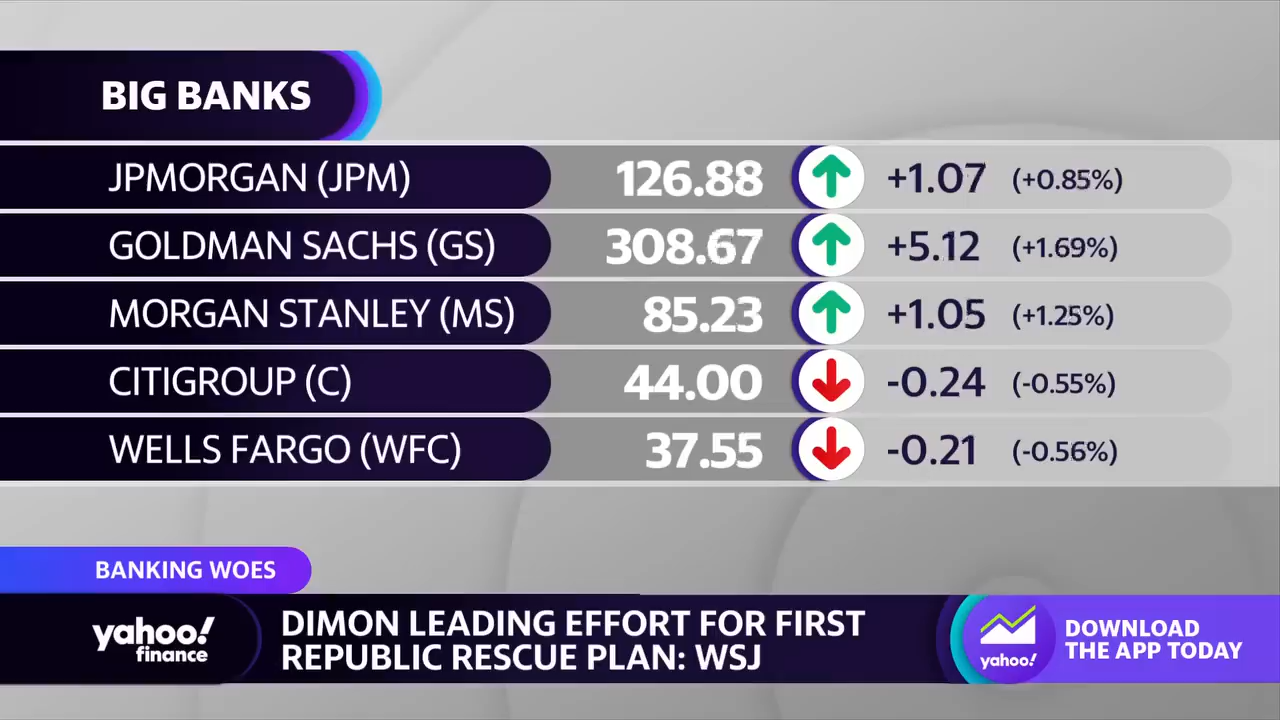 BIG BANKS
JPMORGAN (JPM) 126.88 +1.07 (+0.85%)
GOLDMAN SACHS (GS) 308.67 +5.12 (+1.69%)
MORGAN STANLEY (MS) 85.23 +1.05 (+1.25%)
CITIGROUP (C) 44.00 -0.24 (-0.55%)
WELLS FARGO (WFC) 37.55 -0.21 (-0.56%)
BANKING WOES
yahoo!
finance
DIMON LEADING EFFORT FOR FIRST
REPUBLIC RESCUE PLAN: WSJ
yahoo!
DOWNLOAD
THE APP TODAY